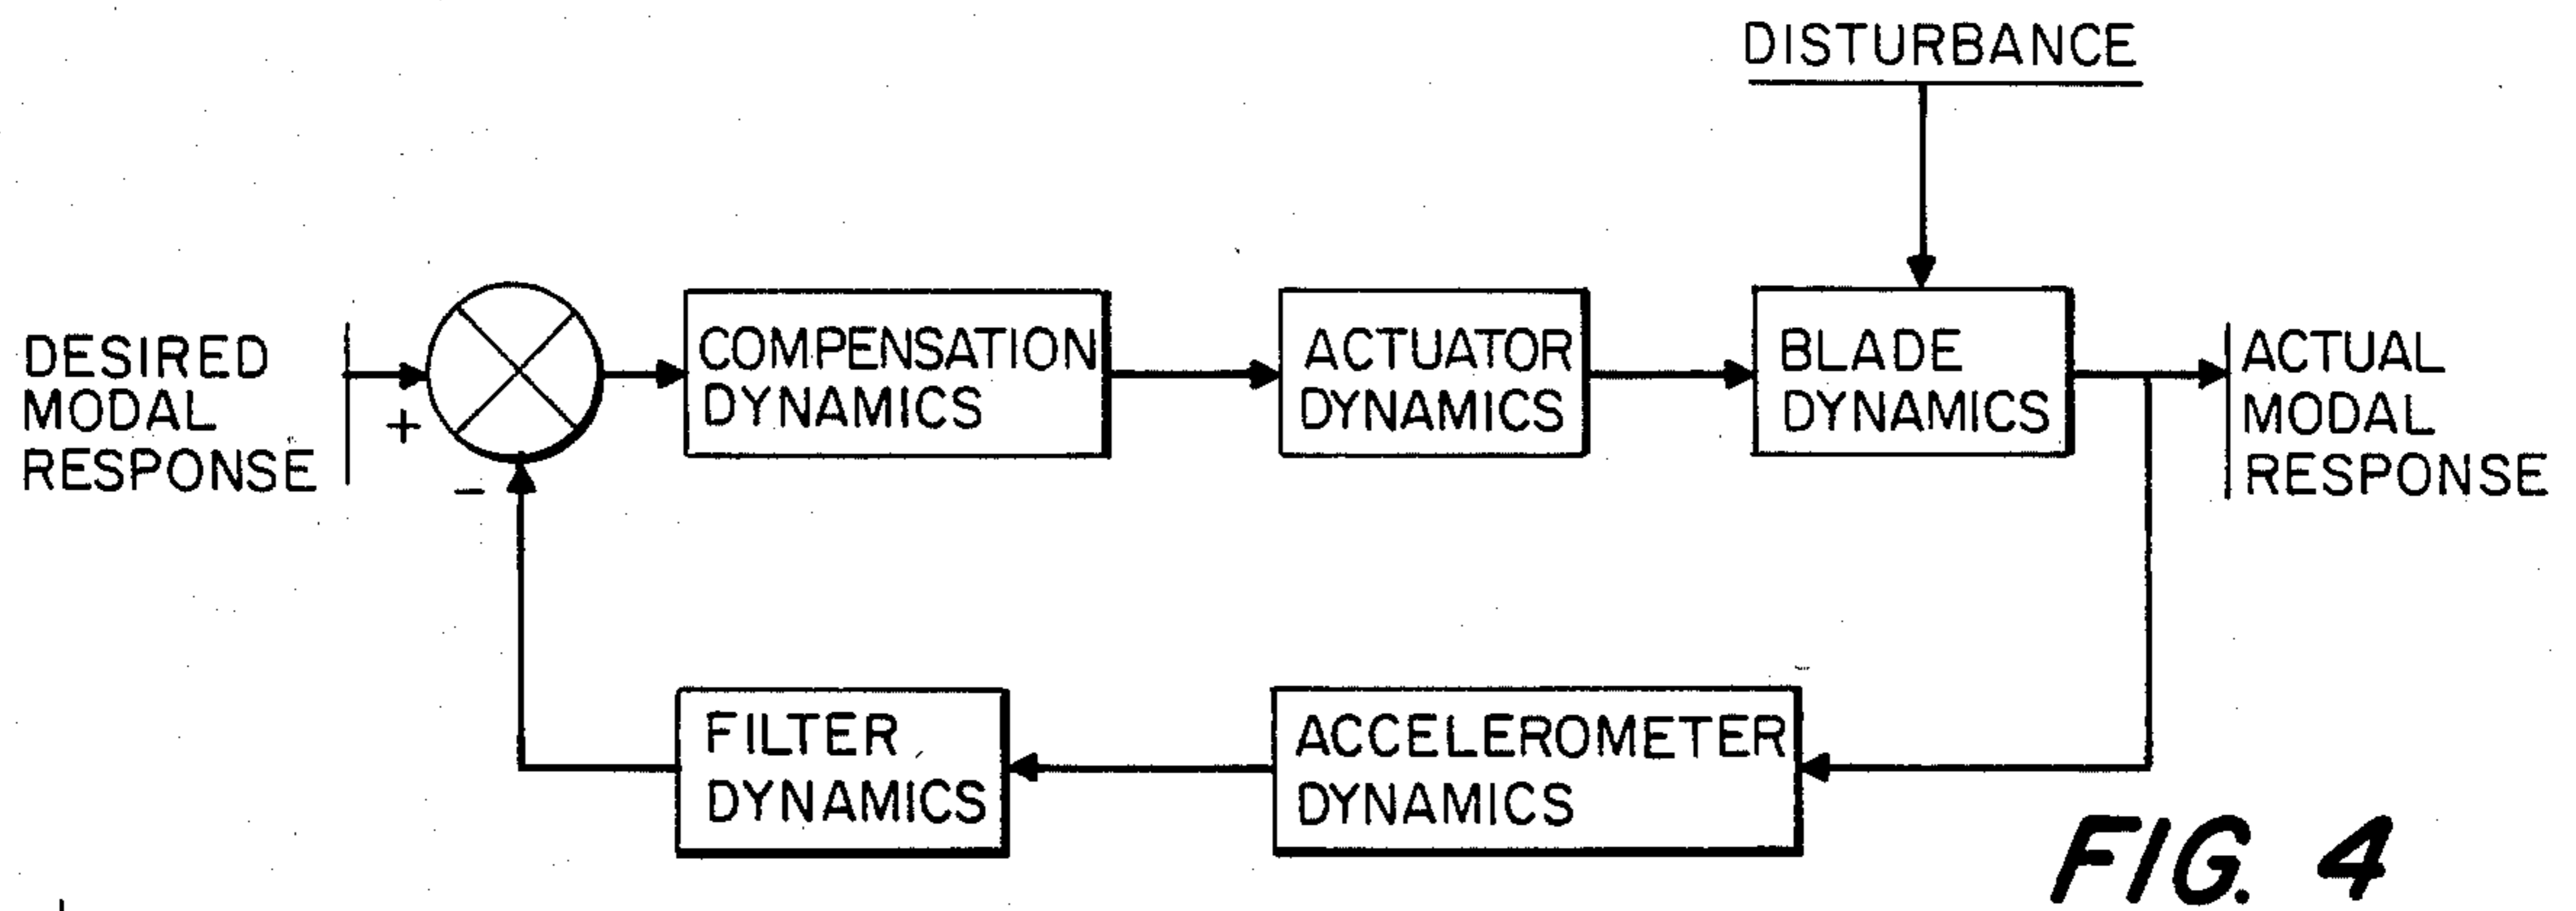 DISTURBANCE
DESIRED
MODAL
RESPONSE
+
−
COMPENSATION
DYNAMICS
ACTUATOR
DYNAMICS
BLADE
DYNAMICS
ACTUAL
MODAL
RESPONSE
FILTER
DYNAMICS
ACCELEROMETER
DYNAMICS
FIG. 4